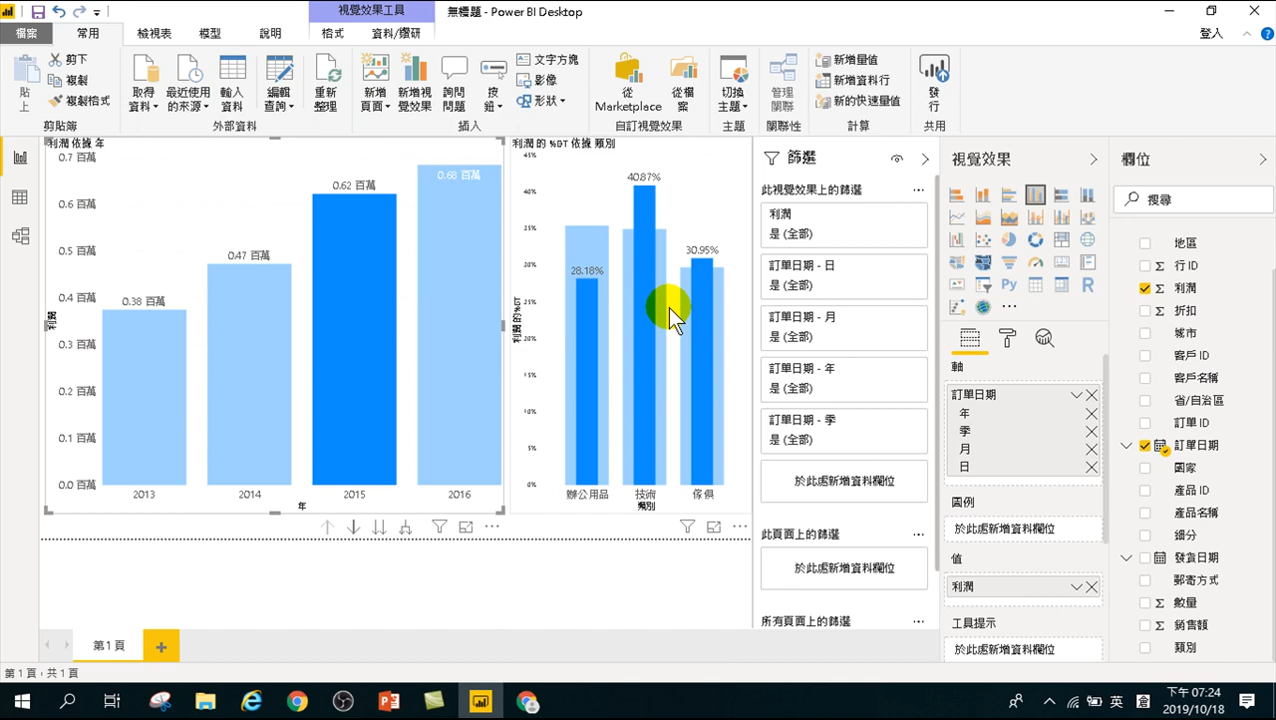 視覺效果工具
無標題 - Power BI Desktop
檔案
常用
檢視表
模型
說明
格式
資料/鑽研
登入
貼上
剪下
複製
複製格式
剪貼簿
取得資料
最近使用的來源
輸入資料
編輯查詢
重新整理
外部資料
新增頁面
新增視覺效果
詢問問題
按鈕
文字方塊
影像
形狀
插入
從 Marketplace
從檔案
自訂視覺效果
切換主題
主題
管理關聯
關聯性
新增量值
新增資料行
新的快速量值
計算
發行
共用
利潤 依據 年
0.7 百萬
0.6 百萬
0.5 百萬
0.4 百萬
0.3 百萬
0.2 百萬
0.1 百萬
0.0 百萬
利潤
0.38 百萬
0.47 百萬
0.62 百萬
0.68 百萬
2013
2014
2015
2016
年
利潤 的 %GT 依據 類別
45%
40%
30%
25%
20%
15%
10%
5%
0%
利潤 的 %GT
28.18%
40.87%
30.95%
辦公用品
技術
傢俱
類別
篩選
此視覺效果上的篩選
利潤
是 (全部)
訂單日期 - 日
是 (全部)
訂單日期 - 月
是 (全部)
訂單日期 - 年
是 (全部)
訂單日期 - 季
是 (全部)
於此處新增資料欄位
此頁面上的篩選
於此處新增資料欄位
所有頁面上的篩選
視覺效果
Py
R
軸
訂單日期
年
季
月
日
圖例
於此處新增資料欄位
值
利潤
工具提示
於此處新增資料欄位
欄位
搜尋
地區
行 ID
利潤
折扣
城市
客戶 ID
客戶名稱
省/自治區
訂單 ID
訂單日期
國家
產品 ID
產品名稱
細分
發貨日期
郵寄方式
數量
銷售額
類別
第 1 頁
第 1 頁，共 1 頁
英
下午 07:24
2019/10/18